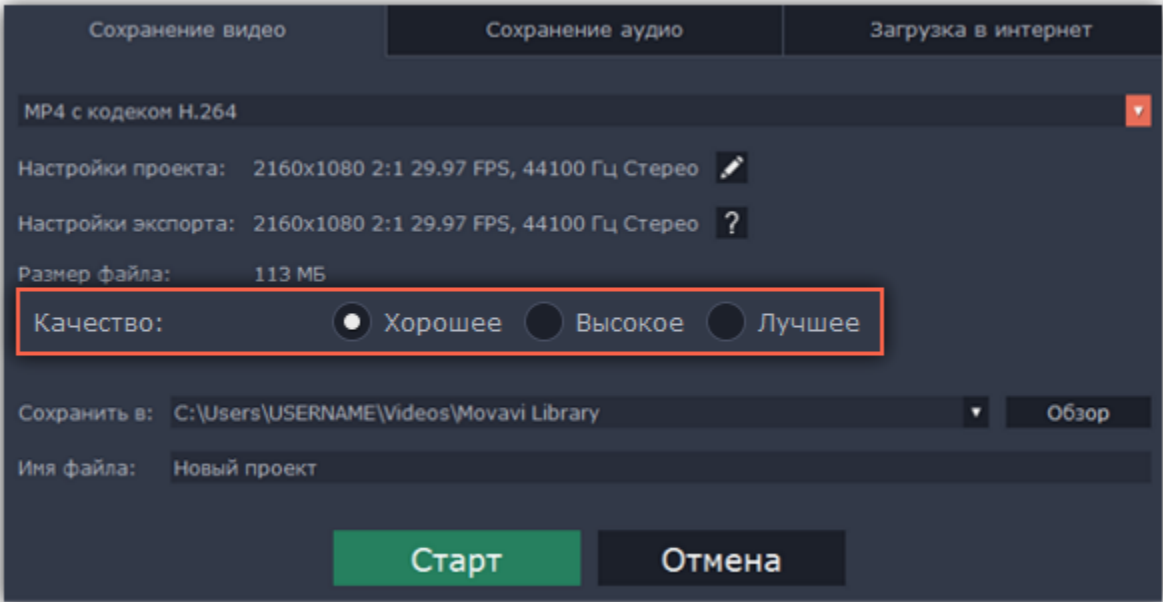 Сохранение видео Сохранение аудио Загрузка в интернет
MP4 с кодеком H.264
Настройки проекта: 2160x1080 2:1 29.97 FPS, 44100 Гц Стерео
Настройки экспорта: 2160x1080 2:1 29.97 FPS, 44100 Гц Стерео ?
Размер файла: 113 МБ
Качество: Хорошее Высокое Лучшее
Сохранить в: C:\Users\USERNAME\Videos\Movavi Library Обзор
Имя файла: Новый проект
Старт Отмена